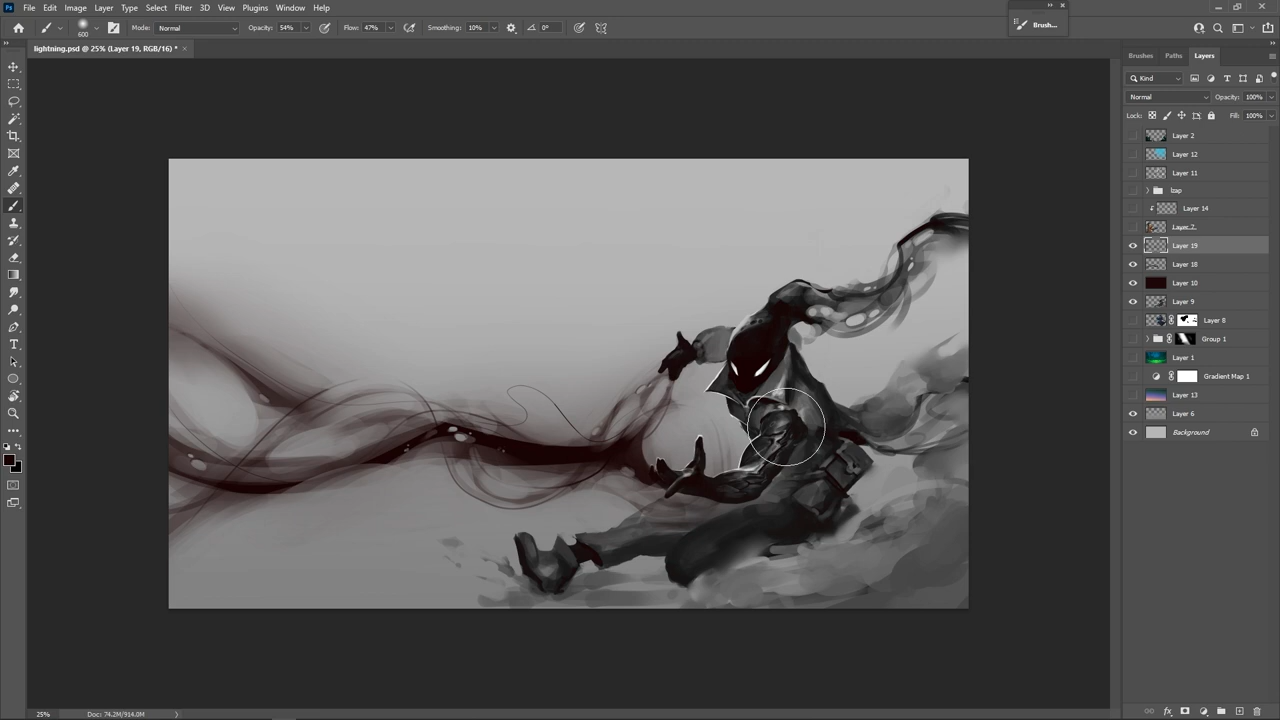 Ps File Edit Image Layer Type Select Filter 3D View Plugins Window Help
600 Mode: Normal Opacity: 54% Flow: 47% Smoothing: 10% 0° Brush...
lightning.psd @ 25% (Layer 19, RGB/16) *
Brushes Paths Layers
Kind
Normal Opacity: 100%
Lock: Fill: 100%
Layer 2
Layer 12
Layer 11
Layer 14
Layer 7
Layer 19
Layer 18
Layer 10
Layer 9
Layer 8
Group 1
Layer 1
Gradient Map 1
Layer 13
Layer 6
Background
25% Doc: 74.2M/914.0M